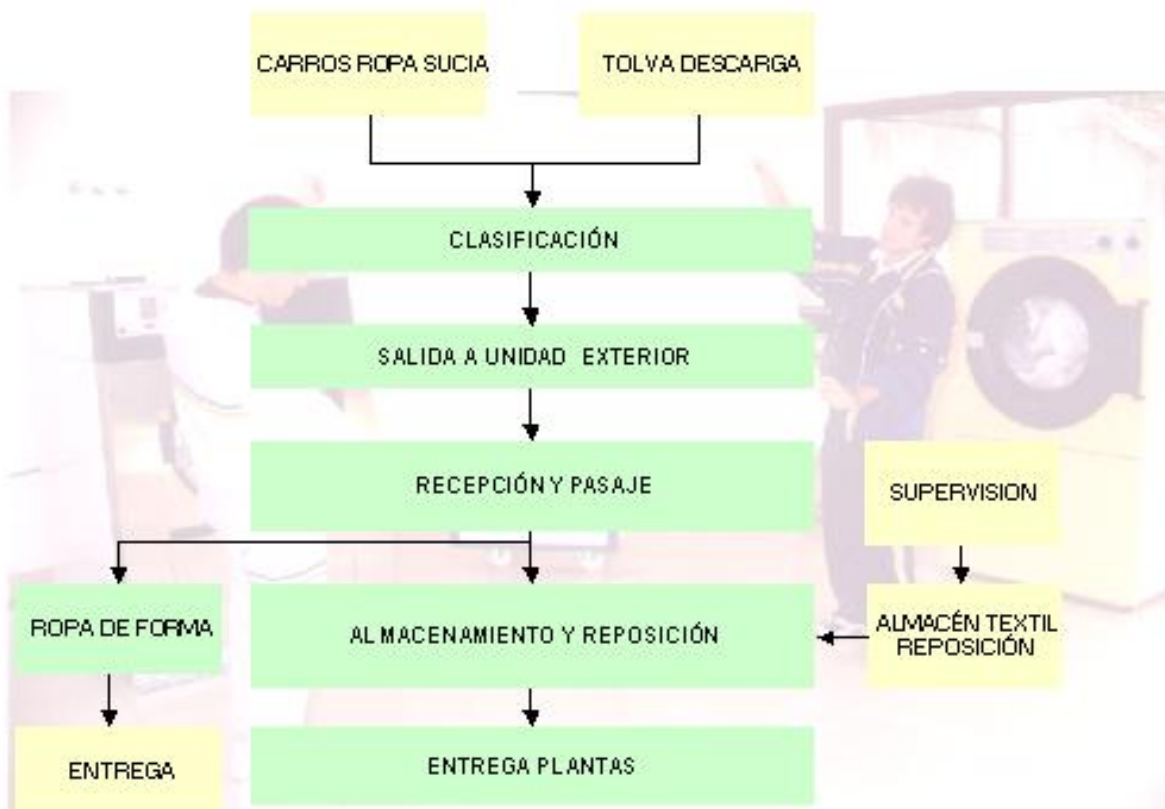 CARROS ROPA SUCIA
TOLVA DESCARGA
CLASIFICACIÓN
SALIDA A UNIDAD EXTERIOR
RECEPCIÓN Y PASAJE
SUPERVISION
ROPA DE FORMA
ALMACENAMIENTO Y REPOSICIÓN
ALMACÉN TEXTIL
REPOSICIÓN
ENTREGA
ENTREGA PLANTAS